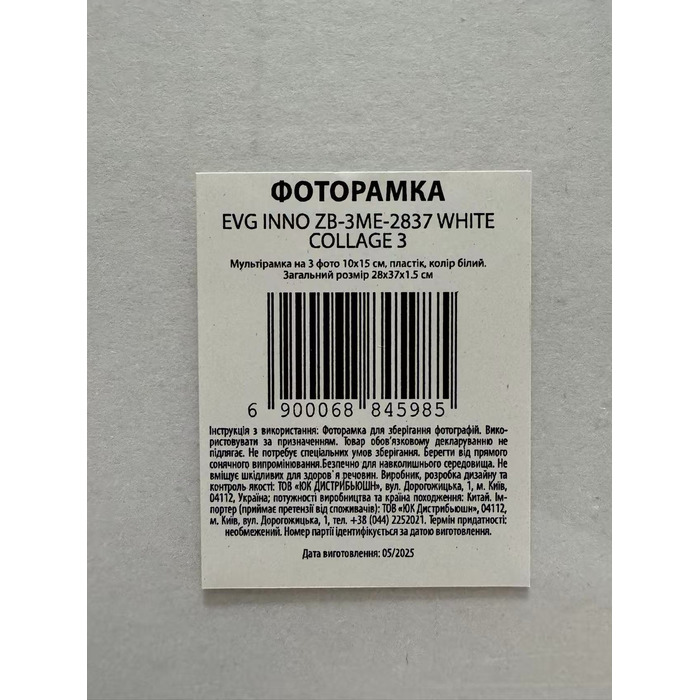 ФОТОРАМКА
EVG INNO ZB-3ME-2837 WHITE
COLLAGE 3
Мультірамка на 3 фото 10х15 см, пластік, колір білий.
Загальний розмір 28х37х1.5 см
6 900068 845985
Інструкція з використання: Фоторамка для зберігання фотографій. Вико-
ристовувати за призначенням. Товар обов'язковому декларуванню не
підлягає. Не потребує спеціальних умов зберігання. Берегти від прямого
сонячного випромінювання.Безпечно для навколишнього середовища. Не
вміщує шкідливих для здоров`я речовин. Виробник, розробка дизайну та
контроль якості: ТОВ «ЮК ДИСТРИБЬЮШН», вул. Дорогожицька, 1, м. Київ,
04112, Україна; потужності виробництва та країна походження: Китай. Ім-
портер (приймає претензії від споживачів): ТОВ «ЮК Дистрибьюшн», 04112,
м. Київ, вул. Дорогожицька, 1, тел. +38 (044) 2252021. Термін придатності:
необмежений. Номер партії ідентифікується за датою виготовлення.
Дата виготовлення: 05/2025